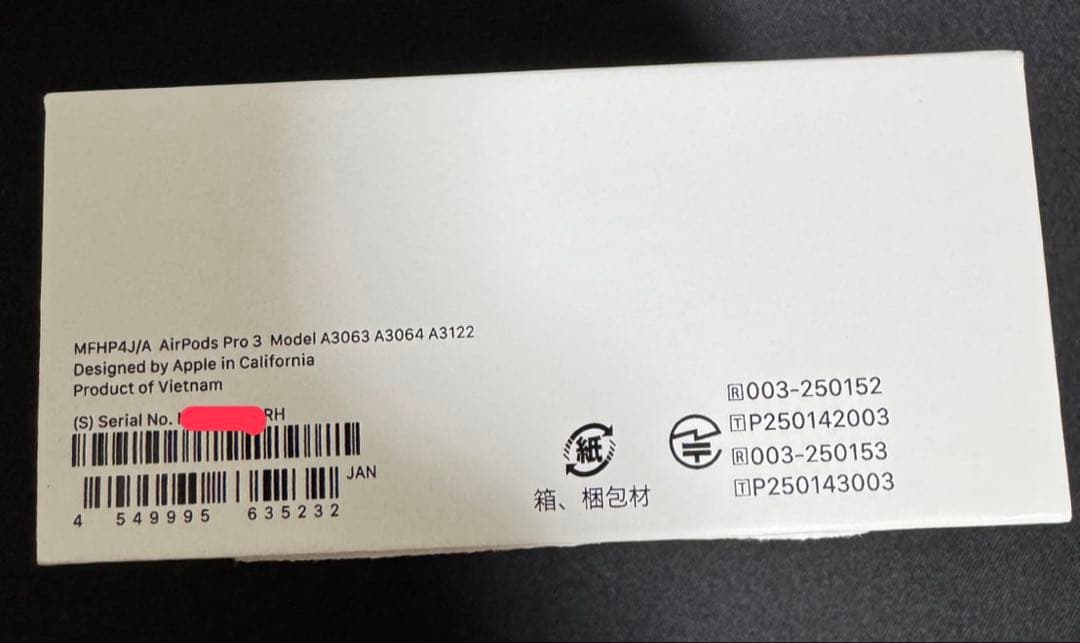 MFHP4J/A AirPods Pro 3 Model A3063 A3064 A3122
Designed by Apple in California
Product of Vietnam
(S) Serial No. RH
JAN
4 549995 635232
紙
箱、梱包材
R003-250152
TP250142003
R003-250153
TP250143003